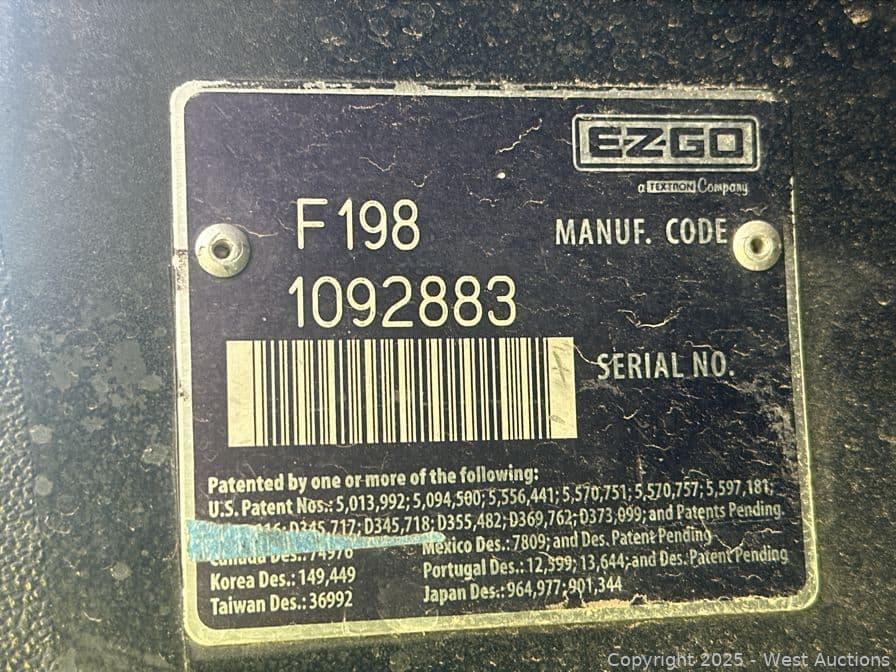 EZGO
a TEXTRON Company
F198 MANUF. CODE
1092883
SERIAL NO.
Patented by one or more of the following:
U.S. Patent Nos.: 5,013,992; 5,094,500; 5,556,441; 5,570,751; 5,570,757; 5,597,181;
D345,717; D345,718; D355,482; D369,762; D373,099; and Patents Pending.
Canada Des.: 74976 Mexico Des.: 7809; and Des. Patent Pending
Korea Des.: 149,449 Portugal Des.: 12,599; 13,644; and Des. Patent Pending
Taiwan Des.: 36992 Japan Des.: 964,977; 901,344
Copyright 2025 - West Auctions